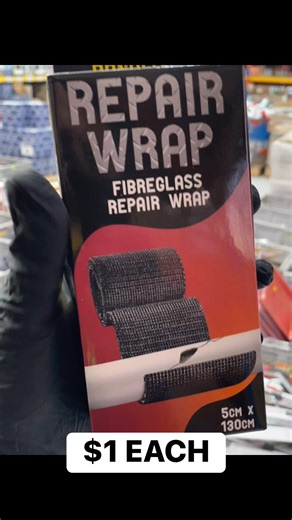 REPAIR
WRAP
FIBREGLASS
REPAIR WRAP
5CM X
130CM
$1 EACH